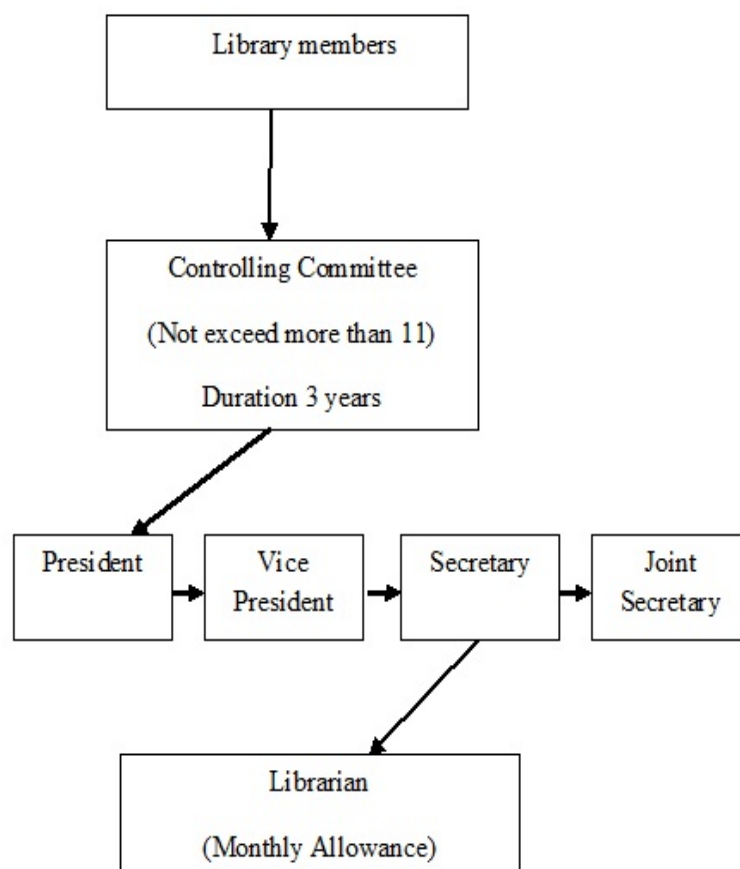 Library members
Controlling Committee
(Not exceed more than 11)
Duration 3 years
President
Vice
President
Secretary
Joint
Secretary
Librarian
(Monthly Allowance)